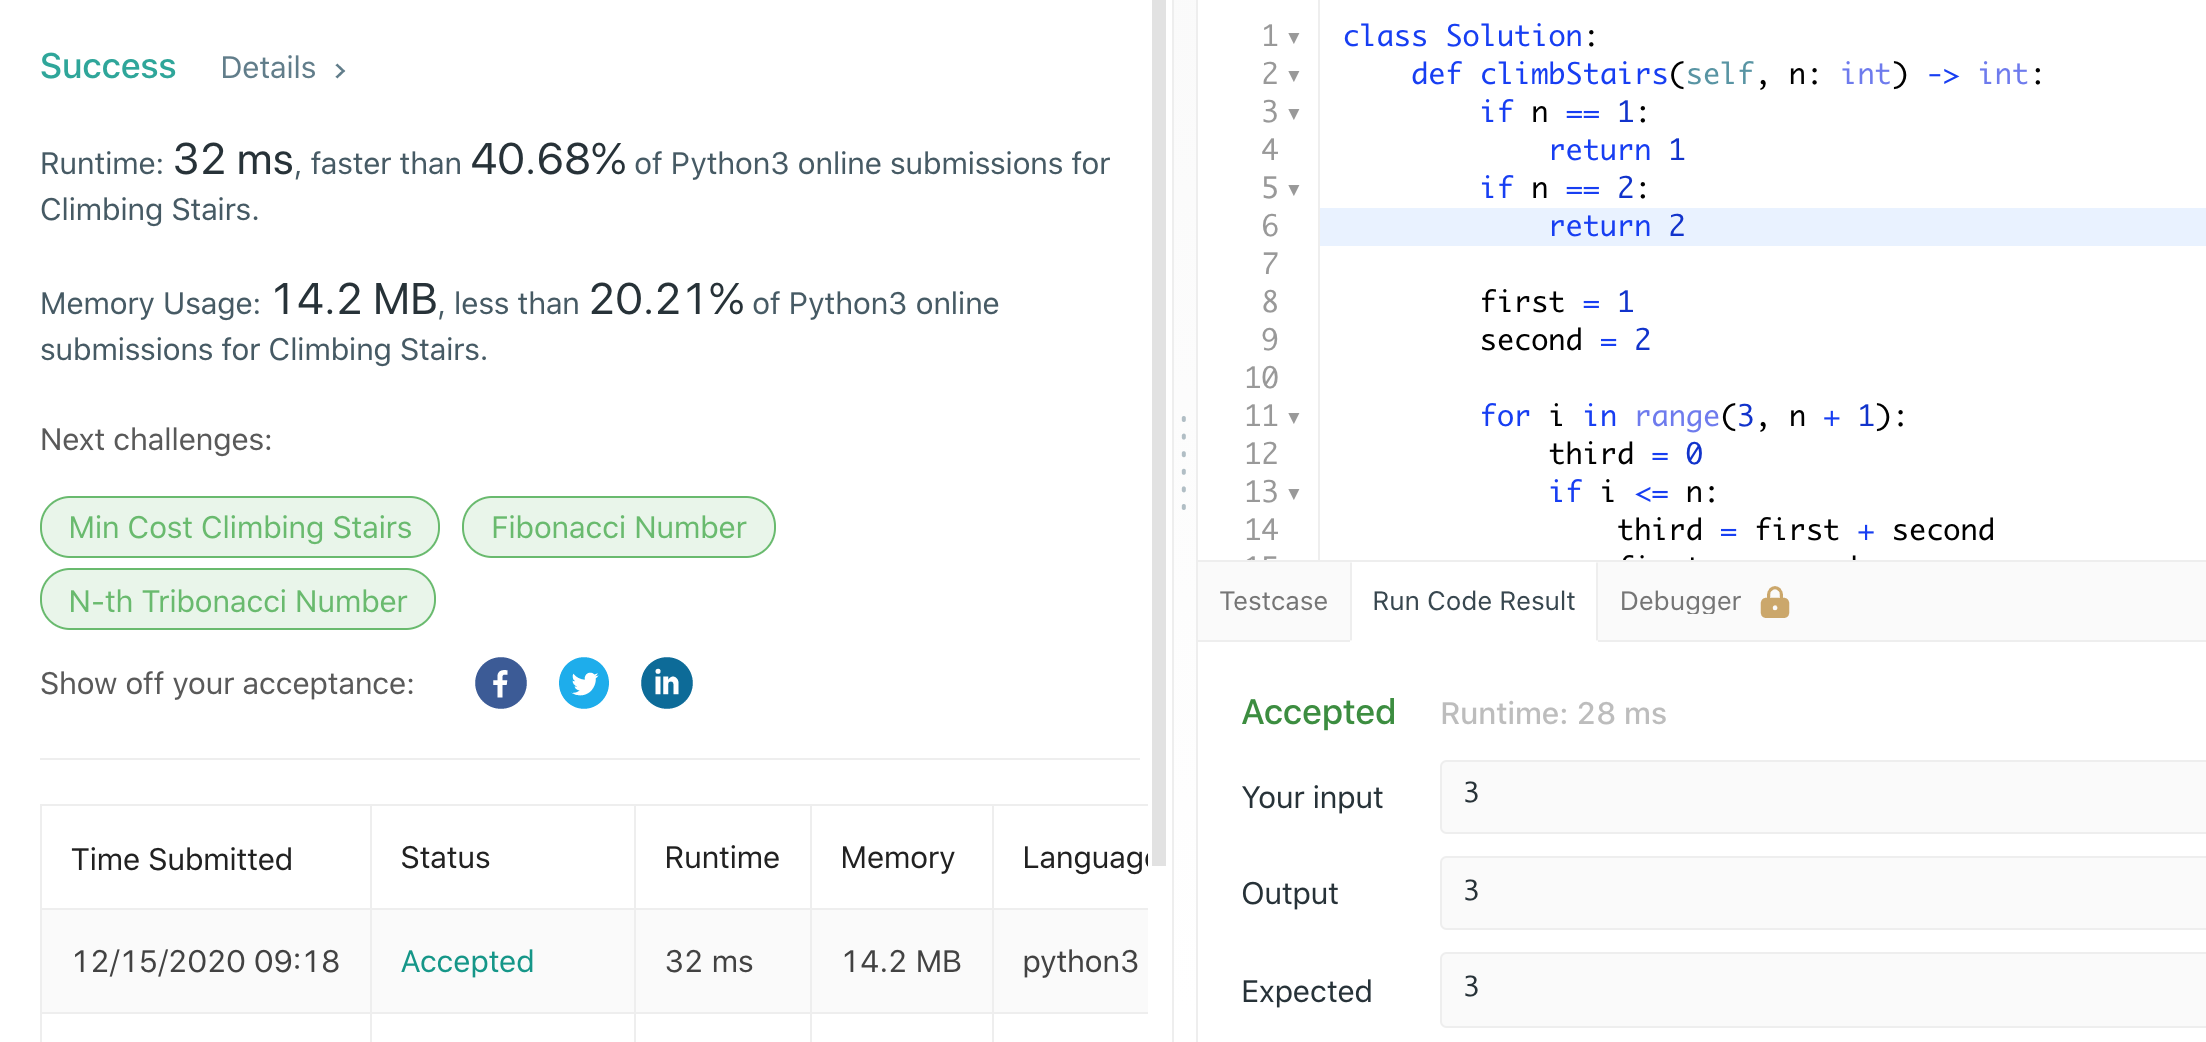 Success Details >
Runtime: 32 ms, faster than 40.68% of Python3 online submissions for
Climbing Stairs.
Memory Usage: 14.2 MB, less than 20.21% of Python3 online
submissions for Climbing Stairs.
Next challenges:
Min Cost Climbing Stairs Fibonacci Number
N-th Tribonacci Number
Show off your acceptance: f in
Time Submitted Status Runtime Memory
12/15/2020 09:18 Accepted 32 ms 14.2 MB python3
1 class Solution:
2 def climbStairs(self, n: int) -> int:
3 if n == 1:
4 return 1
5 if n == 2:
6 return 2
7
8 first = 1
9 second = 2
10
11 for i in range(3, n + 1):
12 third = 0
13 if i <= n:
14 third = first + second
Testcase Run Code Result Debugger
Accepted Runtime: 28 ms
Your input 3
Output 3
Expected 3